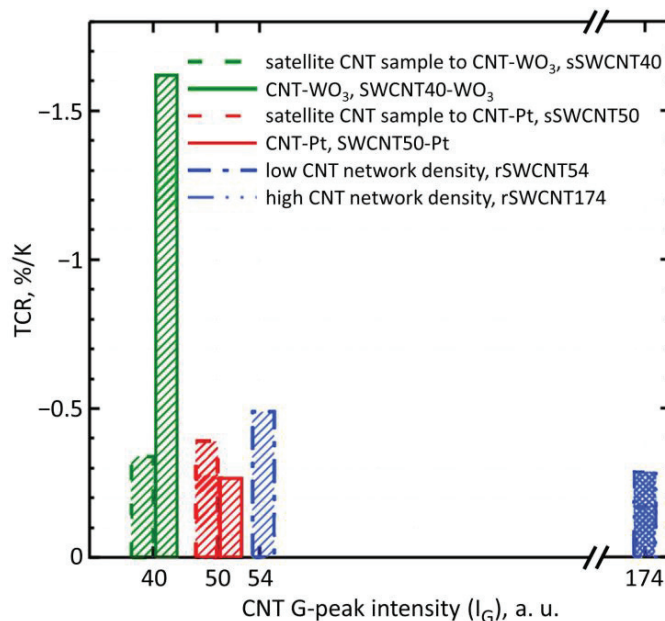 satellite CNT sample to CNT-WO₃, sSWCNT40
CNT-WO₃, SWCNT40-WO₃
satellite CNT sample to CNT-Pt, sSWCNT50
CNT-Pt, SWCNT50-Pt
low CNT network density, rSWCNT54
high CNT network density, rSWCNT174
TCR, %/K
−1.5
−1
−0.5
0
40 50 54 174
CNT G-peak intensity (I_G), a. u.